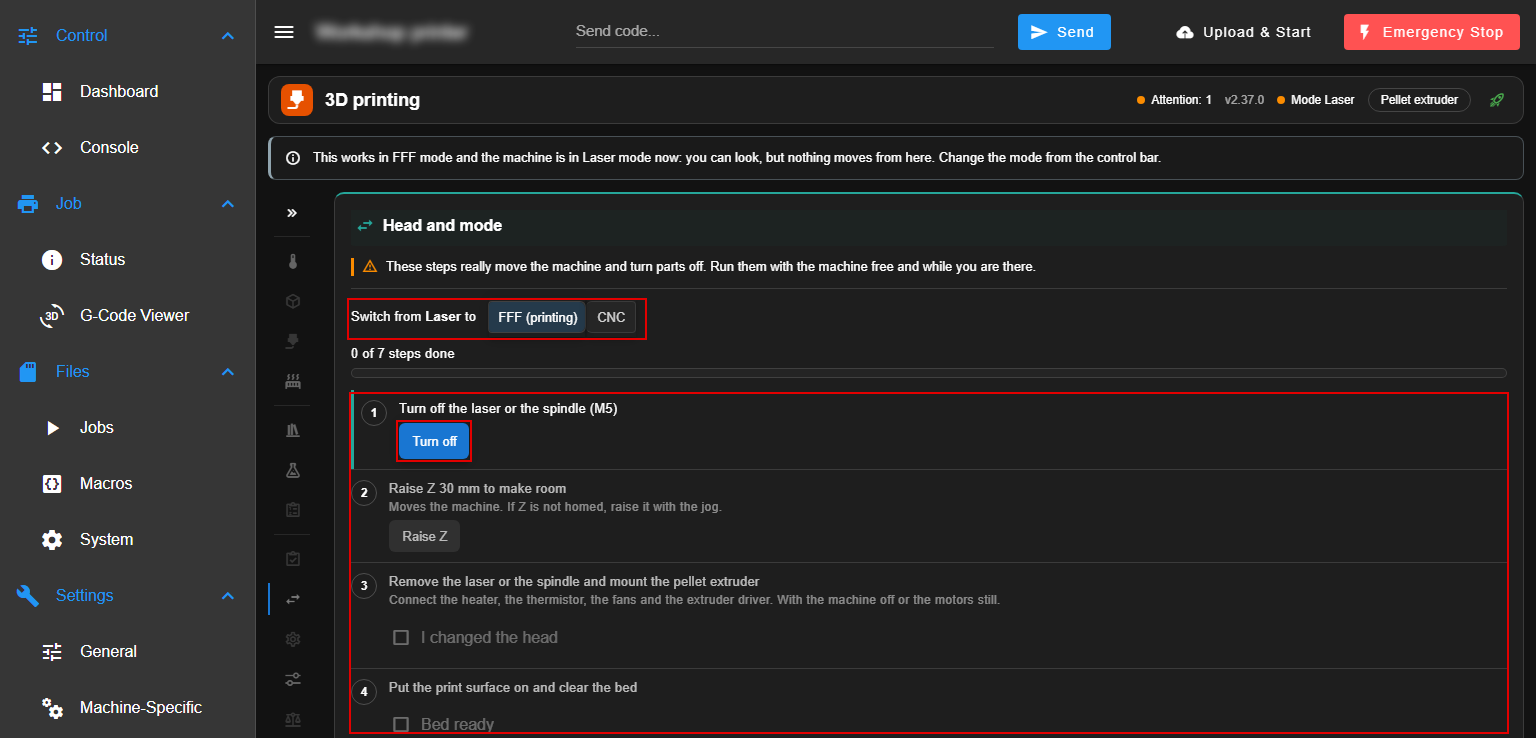 Control
Dashboard
Console
Job
Status
3D
G-Code Viewer
Files
Jobs
Macros
System
Settings
General
Machine-Specific
Send code...
Send
Upload & Start
Emergency Stop
3D printing
Attention: 1 v2.37.0 Mode Laser Pellet extruder
This works in FFF mode and the machine is in Laser mode now: you can look, but nothing moves from here. Change the mode from the control bar.
Head and mode
These steps really move the machine and turn parts off. Run them with the machine free and while you are there.
Switch from Laser to FFF (printing) CNC
0 of 7 steps done
1 Turn off the laser or the spindle (M5)
Turn off
2 Raise Z 30 mm to make room
Moves the machine. If Z is not homed, raise it with the jog.
Raise Z
3 Remove the laser or the spindle and mount the pellet extruder
Connect the heater, the thermistor, the fans and the extruder driver. With the machine off or the motors still.
I changed the head
4 Put the print surface on and clear the bed
Bed ready